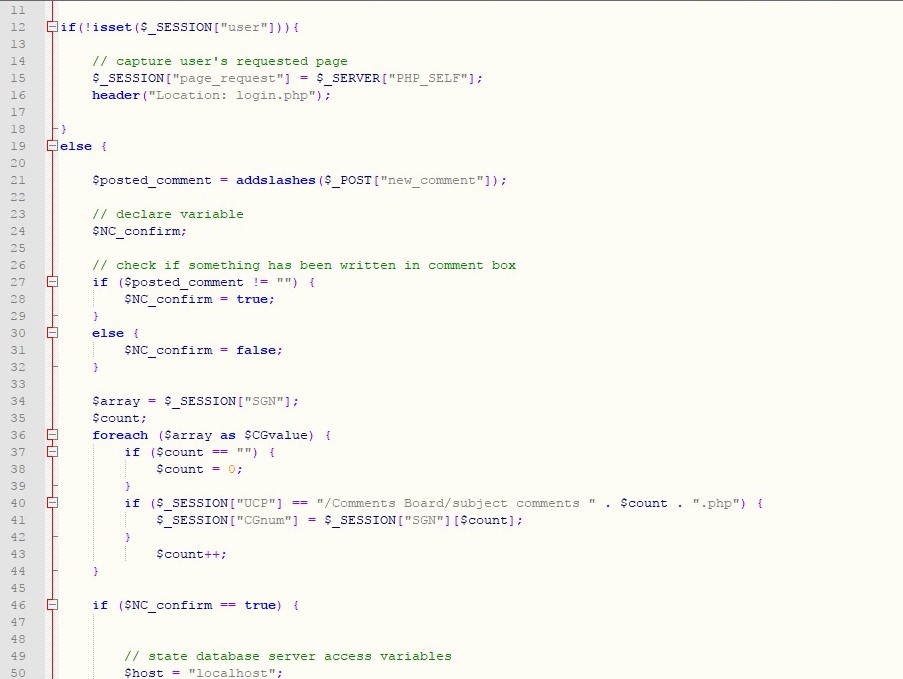 11
12 if(!isset($_SESSION["user"])){
13
14 // capture user's requested page
15 $_SESSION["page_request"] = $_SERVER["PHP_SELF"];
16 header("Location: login.php");
17
18 }
19 else {
20
21 $posted_comment = addslashes($_POST["new_comment"]);
22
23 // declare variable
24 $NC_confirm;
25
26 // check if something has been written in comment box
27 if ($posted_comment != "") {
28 $NC_confirm = true;
29 }
30 else {
31 $NC_confirm = false;
32 }
33
34 $array = $_SESSION["SGN"];
35 $count;
36 foreach ($array as $CGvalue) {
37 if ($count == "") {
38 $count = 0;
39 }
40 if ($_SESSION["UCP"] == "/Comments Board/subject comments " . $count . ".php") {
41 $_SESSION["CGnum"] = $_SESSION["SGN"][$count];
42 }
43 $count++;
44 }
45
46 if ($NC_confirm == true) {
47
48
49 // state database server access variables
50 $host = "localhost";